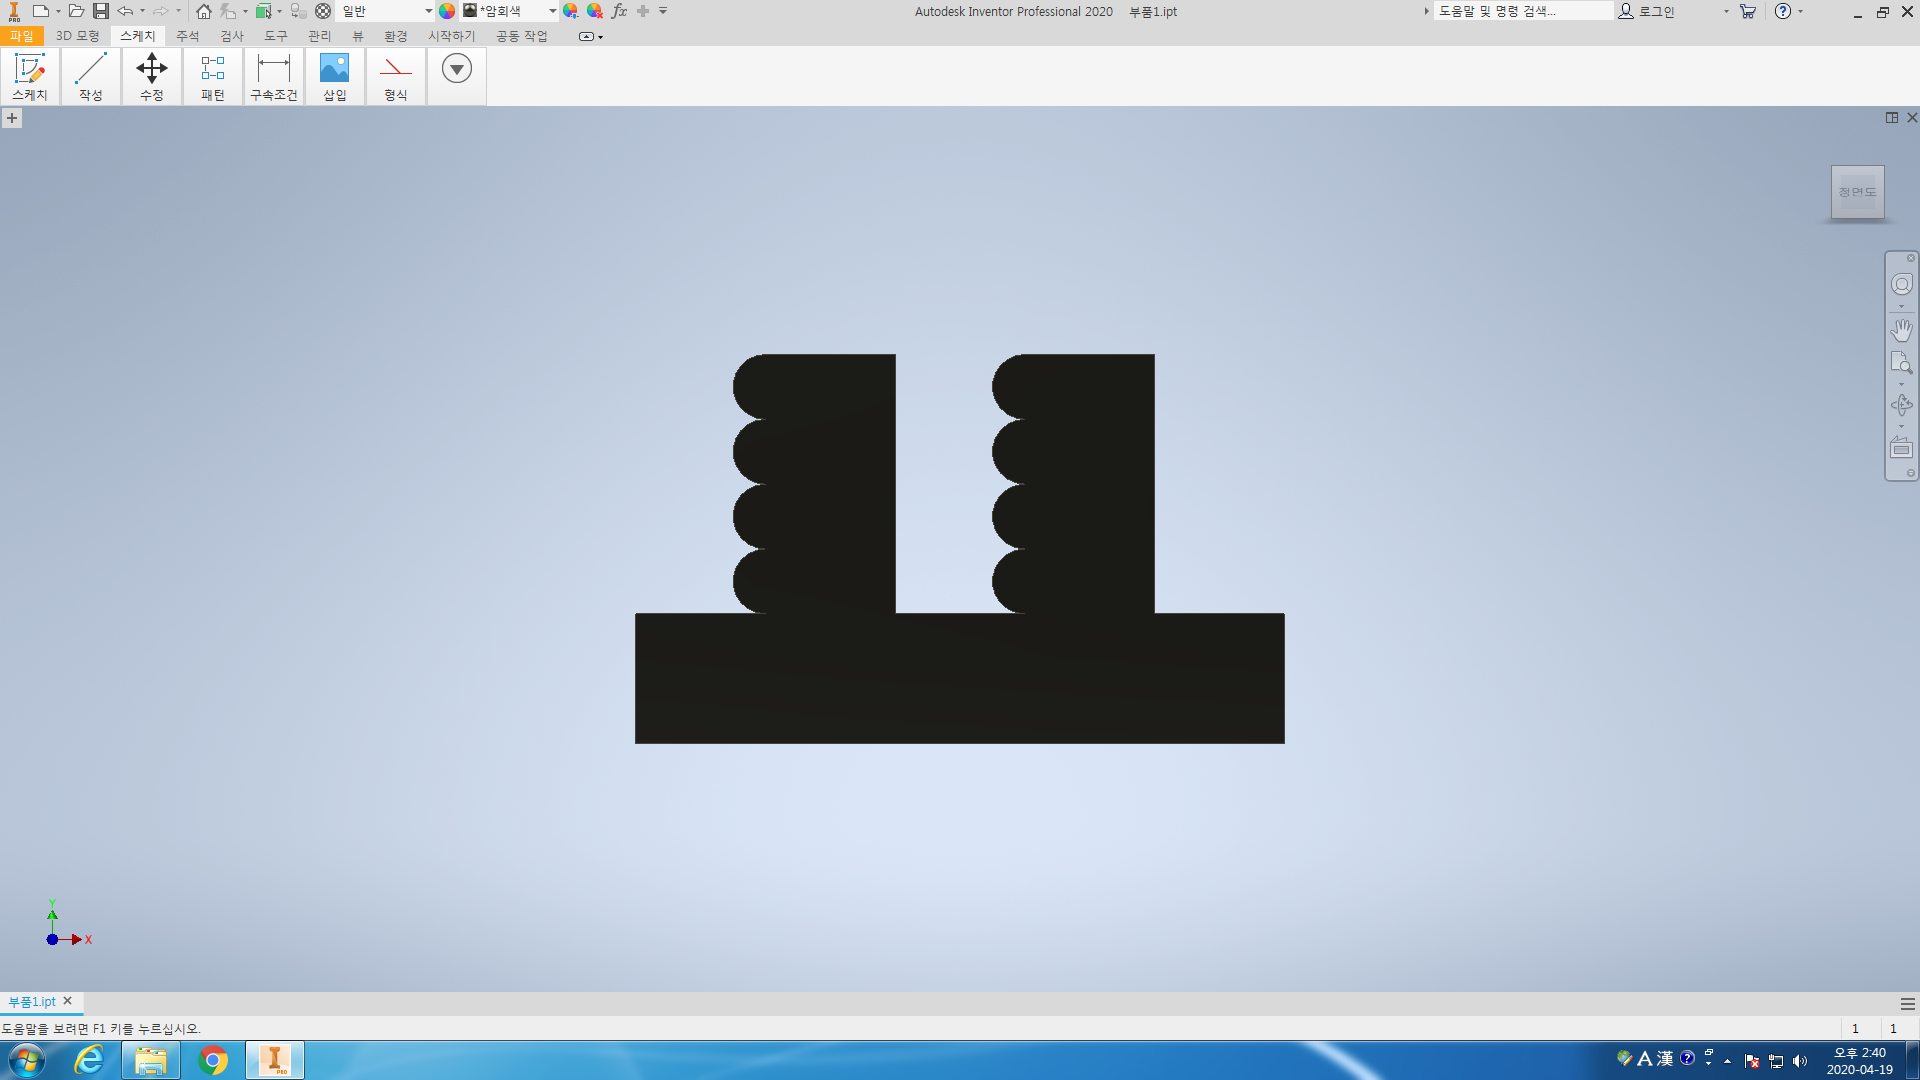 일반
*암회색
fx
Autodesk Inventor Professional 2020 부품1.ipt
도움말 및 명령 검색...
로그인
파일 3D 모형 스케치 주석 검사 도구 관리 뷰 환경 시작하기 공동 작업
스케치 작성 수정 패턴 구속조건 삽입 형식
정면도
Y
X
부품1.ipt
도움말을 보려면 F1 키를 누르십시오.
1 1
PRO
A 漢
오후 2:40
2020-04-19